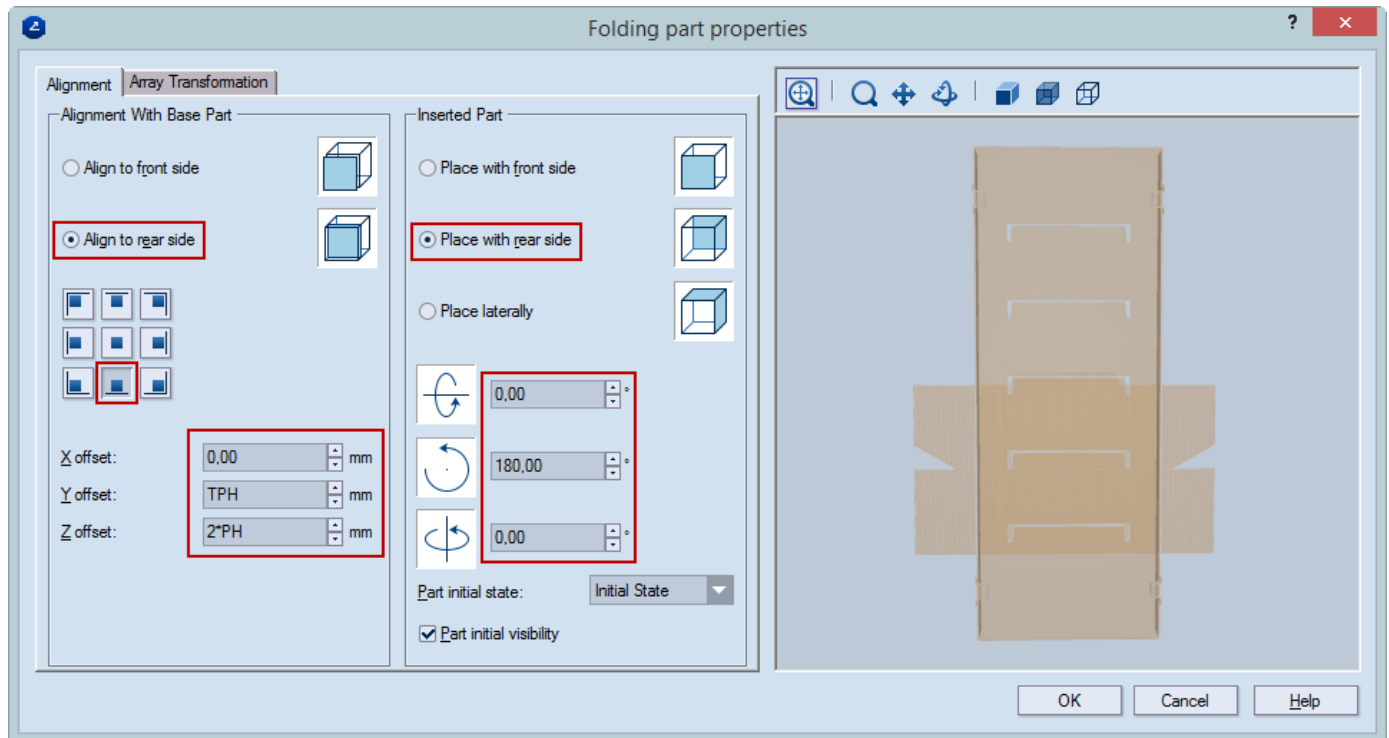 Folding part properties
?
Alignment
Array Transformation
Alignment With Base Part
Align to front side
Align to rear side
X offset:
0,00
mm
Y offset:
TPH
mm
Z offset:
2*PH
mm
Inserted Part
Place with front side
Place with rear side
Place laterally
0,00
°
180,00
°
0,00
°
Part initial state:
Initial State
Part initial visibility
OK
Cancel
Help